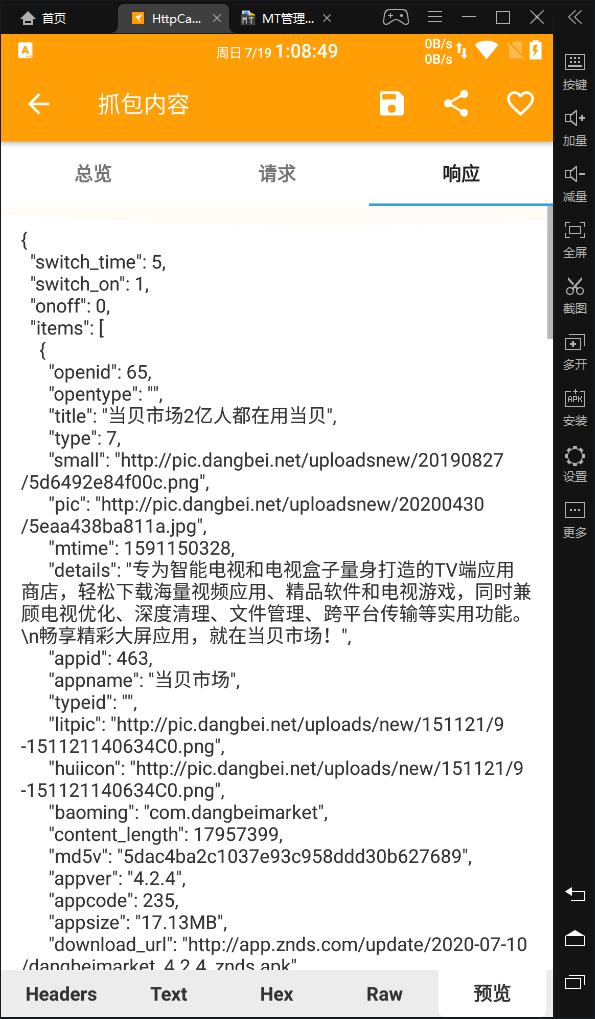 首页
HttpCa...
MT管理...
周日 7/19 1:08:49
0B/s
0B/s
抓包内容
总览
请求
响应
{
"switch_time": 5,
"switch_on": 1,
"onoff": 0,
"items": [
{
"openid": 65,
"opentype": "",
"title": "当贝市场2亿人都在用当贝",
"type": 7,
"small": "http://pic.dangbei.net/uploadsnew/20190827
/5d6492e84f00c.png",
"pic": "http://pic.dangbei.net/uploadsnew/20200430
/5eaa438ba811a.jpg",
"mtime": 1591150328,
"details": "专为智能电视和电视盒子量身打造的TV端应用
商店，轻松下载海量视频应用、精品软件和电视游戏，同时兼
顾电视优化、深度清理、文件管理、跨平台传输等实用功能。
\n畅享精彩大屏应用，就在当贝市场！",
"appid": 463,
"appname": "当贝市场",
"typeid": "",
"litpic": "http://pic.dangbei.net/uploads/new/151121/9
-151121140634C0.png",
"huiicon": "http://pic.dangbei.net/uploads/new/151121/9
-151121140634C0.png",
"baoming": "com.dangbeimarket",
"content_length": 17957399,
"md5v": "5dac4ba2c1037e93c958ddd30b627689",
"appver": "4.2.4",
"appcode": 235,
"appsize": "17.13MB",
"download_url": "http://app.znds.com/update/2020-07-10
/dangbeimarket_4.2.4_znds.apk"
Headers
Text
Hex
Raw
预览
按键
加量
减量
全屏
截图
多开
APK
安装
设置
更多